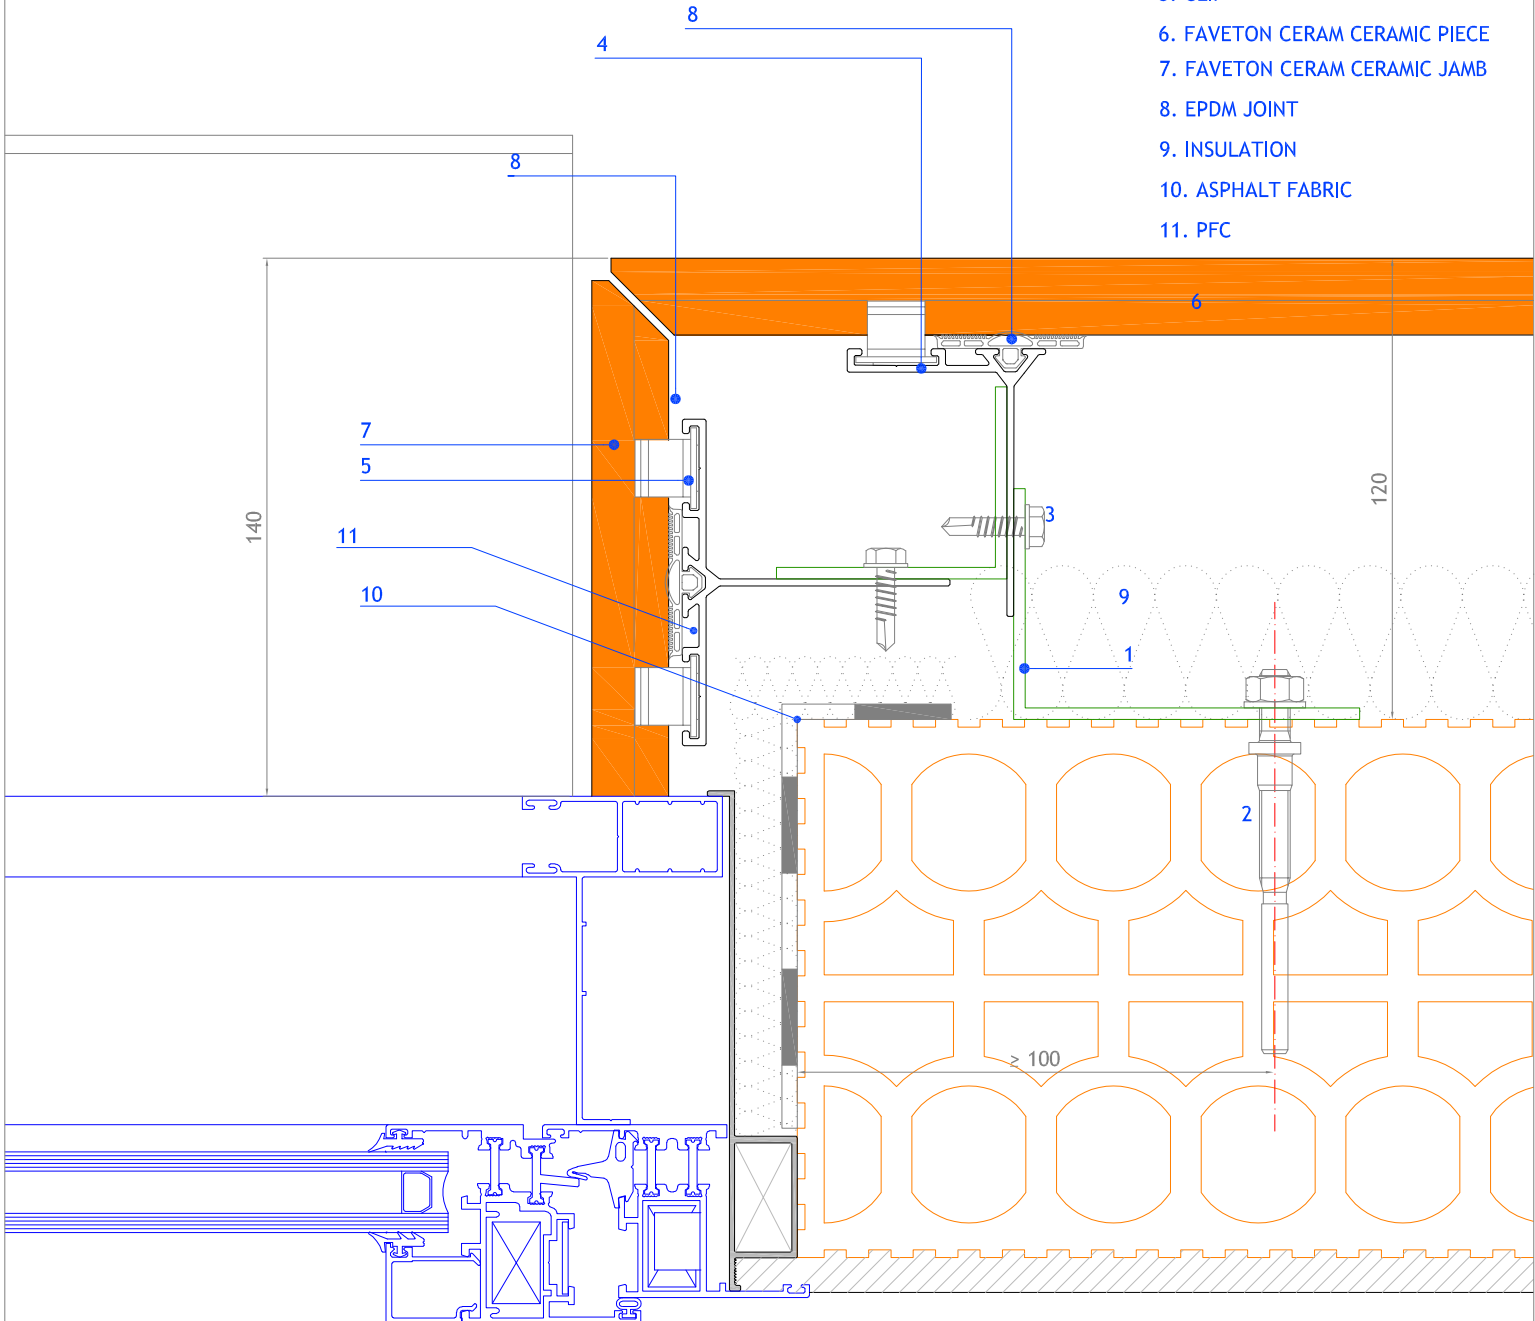 8
4
6. FAVETON CERAM CERAMIC PIECE
7. FAVETON CERAM CERAMIC JAMB
8. EPDM JOINT
9. INSULATION
10. ASPHALT FABRIC
11. PFC
8
6
7
5
120
140
3
11
10
9
1
2
≥ 100